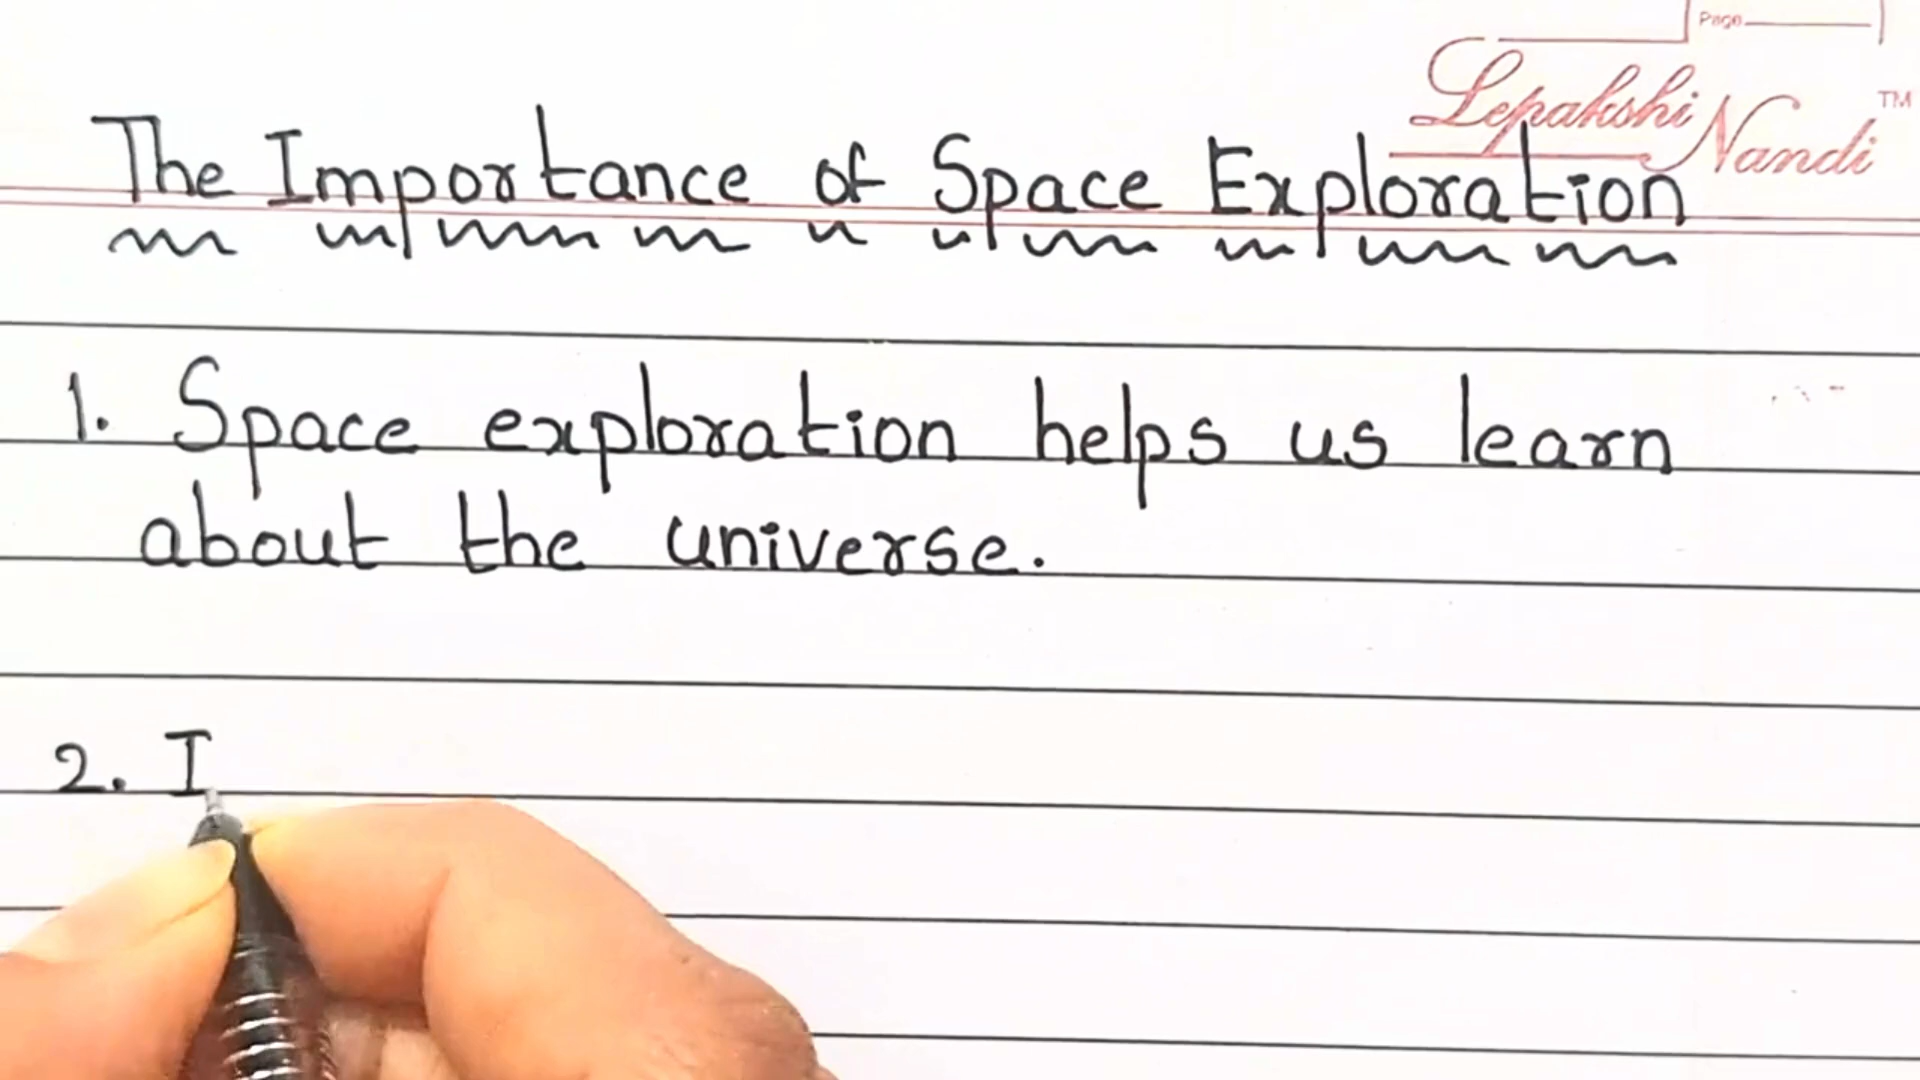 Page
Lepakshi Nandi TM
The Importance of Space Exploration
1. Space exploration helps us learn
about the universe.
2. I